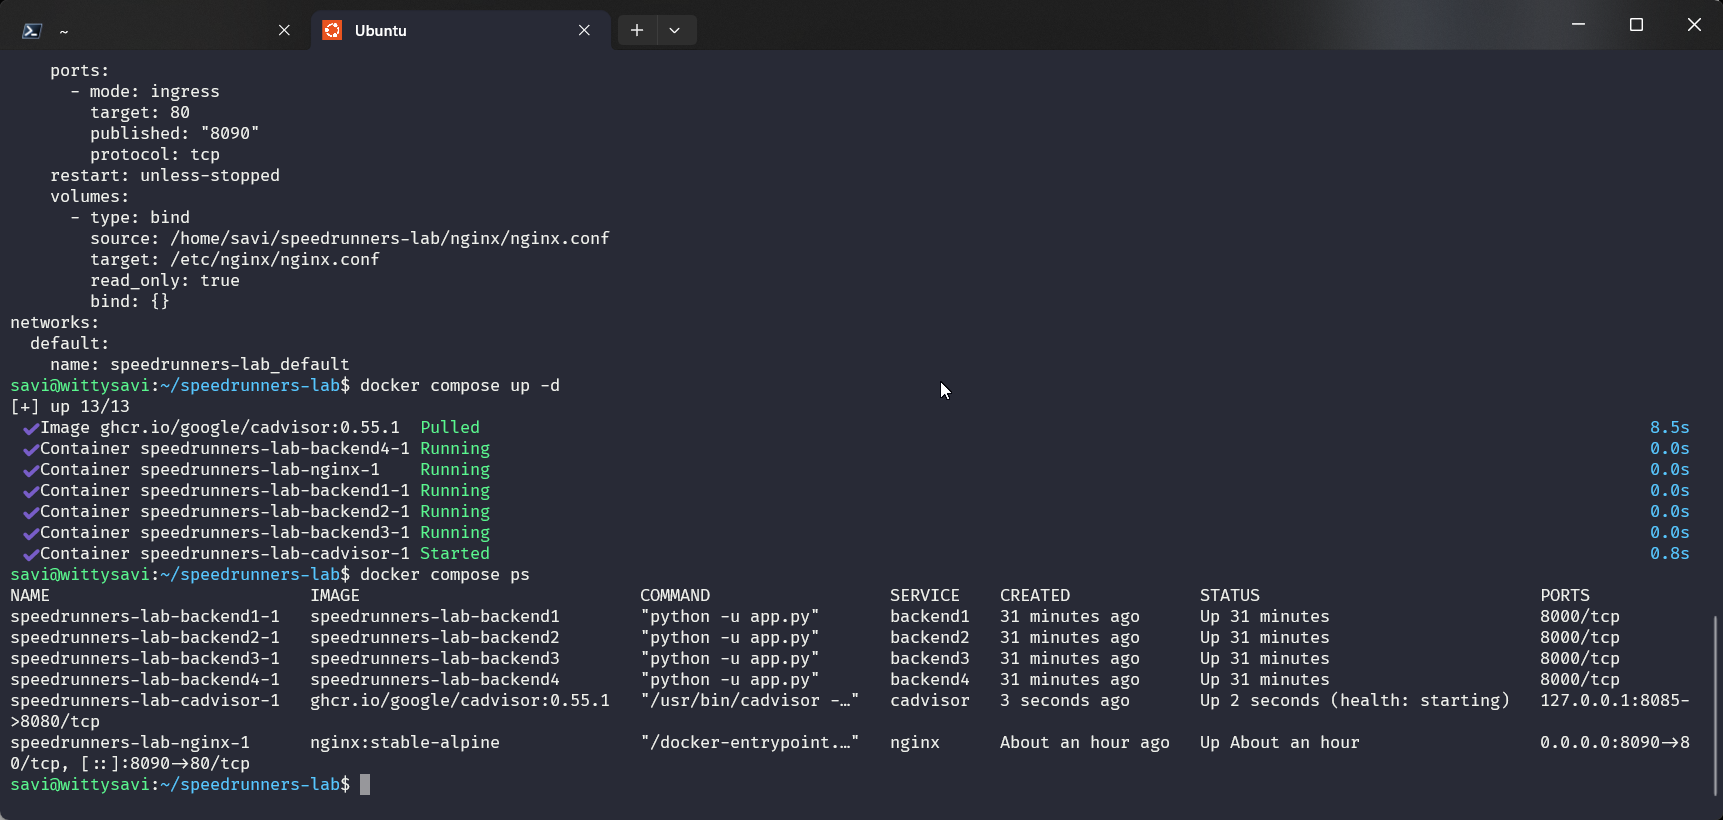 ~
Ubuntu
    ports:
      - mode: ingress
        target: 80
        published: "8090"
        protocol: tcp
    restart: unless-stopped
    volumes:
      - type: bind
        source: /home/savi/speedrunners-lab/nginx/nginx.conf
        target: /etc/nginx/nginx.conf
        read_only: true
        bind: {}
networks:
  default:
    name: speedrunners-lab_default
savi@wittysavi:~/speedrunners-lab$ docker compose up -d
[+] up 13/13
 ✔Image ghcr.io/google/cadvisor:0.55.1  Pulled 8.5s
 ✔Container speedrunners-lab-backend4-1 Running 0.0s
 ✔Container speedrunners-lab-nginx-1    Running 0.0s
 ✔Container speedrunners-lab-backend1-1 Running 0.0s
 ✔Container speedrunners-lab-backend2-1 Running 0.0s
 ✔Container speedrunners-lab-backend3-1 Running 0.0s
 ✔Container speedrunners-lab-cadvisor-1 Started 0.8s
savi@wittysavi:~/speedrunners-lab$ docker compose ps
NAME                          IMAGE                            COMMAND                  SERVICE    CREATED             STATUS                            PORTS
speedrunners-lab-backend1-1   speedrunners-lab-backend1        "python -u app.py"       backend1   31 minutes ago      Up 31 minutes                     8000/tcp
speedrunners-lab-backend2-1   speedrunners-lab-backend2        "python -u app.py"       backend2   31 minutes ago      Up 31 minutes                     8000/tcp
speedrunners-lab-backend3-1   speedrunners-lab-backend3        "python -u app.py"       backend3   31 minutes ago      Up 31 minutes                     8000/tcp
speedrunners-lab-backend4-1   speedrunners-lab-backend4        "python -u app.py"       backend4   31 minutes ago      Up 31 minutes                     8000/tcp
speedrunners-lab-cadvisor-1   ghcr.io/google/cadvisor:0.55.1   "/usr/bin/cadvisor -…"   cadvisor   3 seconds ago       Up 2 seconds (health: starting)   127.0.0.1:8085-
>8080/tcp
speedrunners-lab-nginx-1      nginx:stable-alpine              "/docker-entrypoint.…"   nginx      About an hour ago   Up About an hour                  0.0.0.0:8090->8
0/tcp, [::]:8090->80/tcp
savi@wittysavi:~/speedrunners-lab$